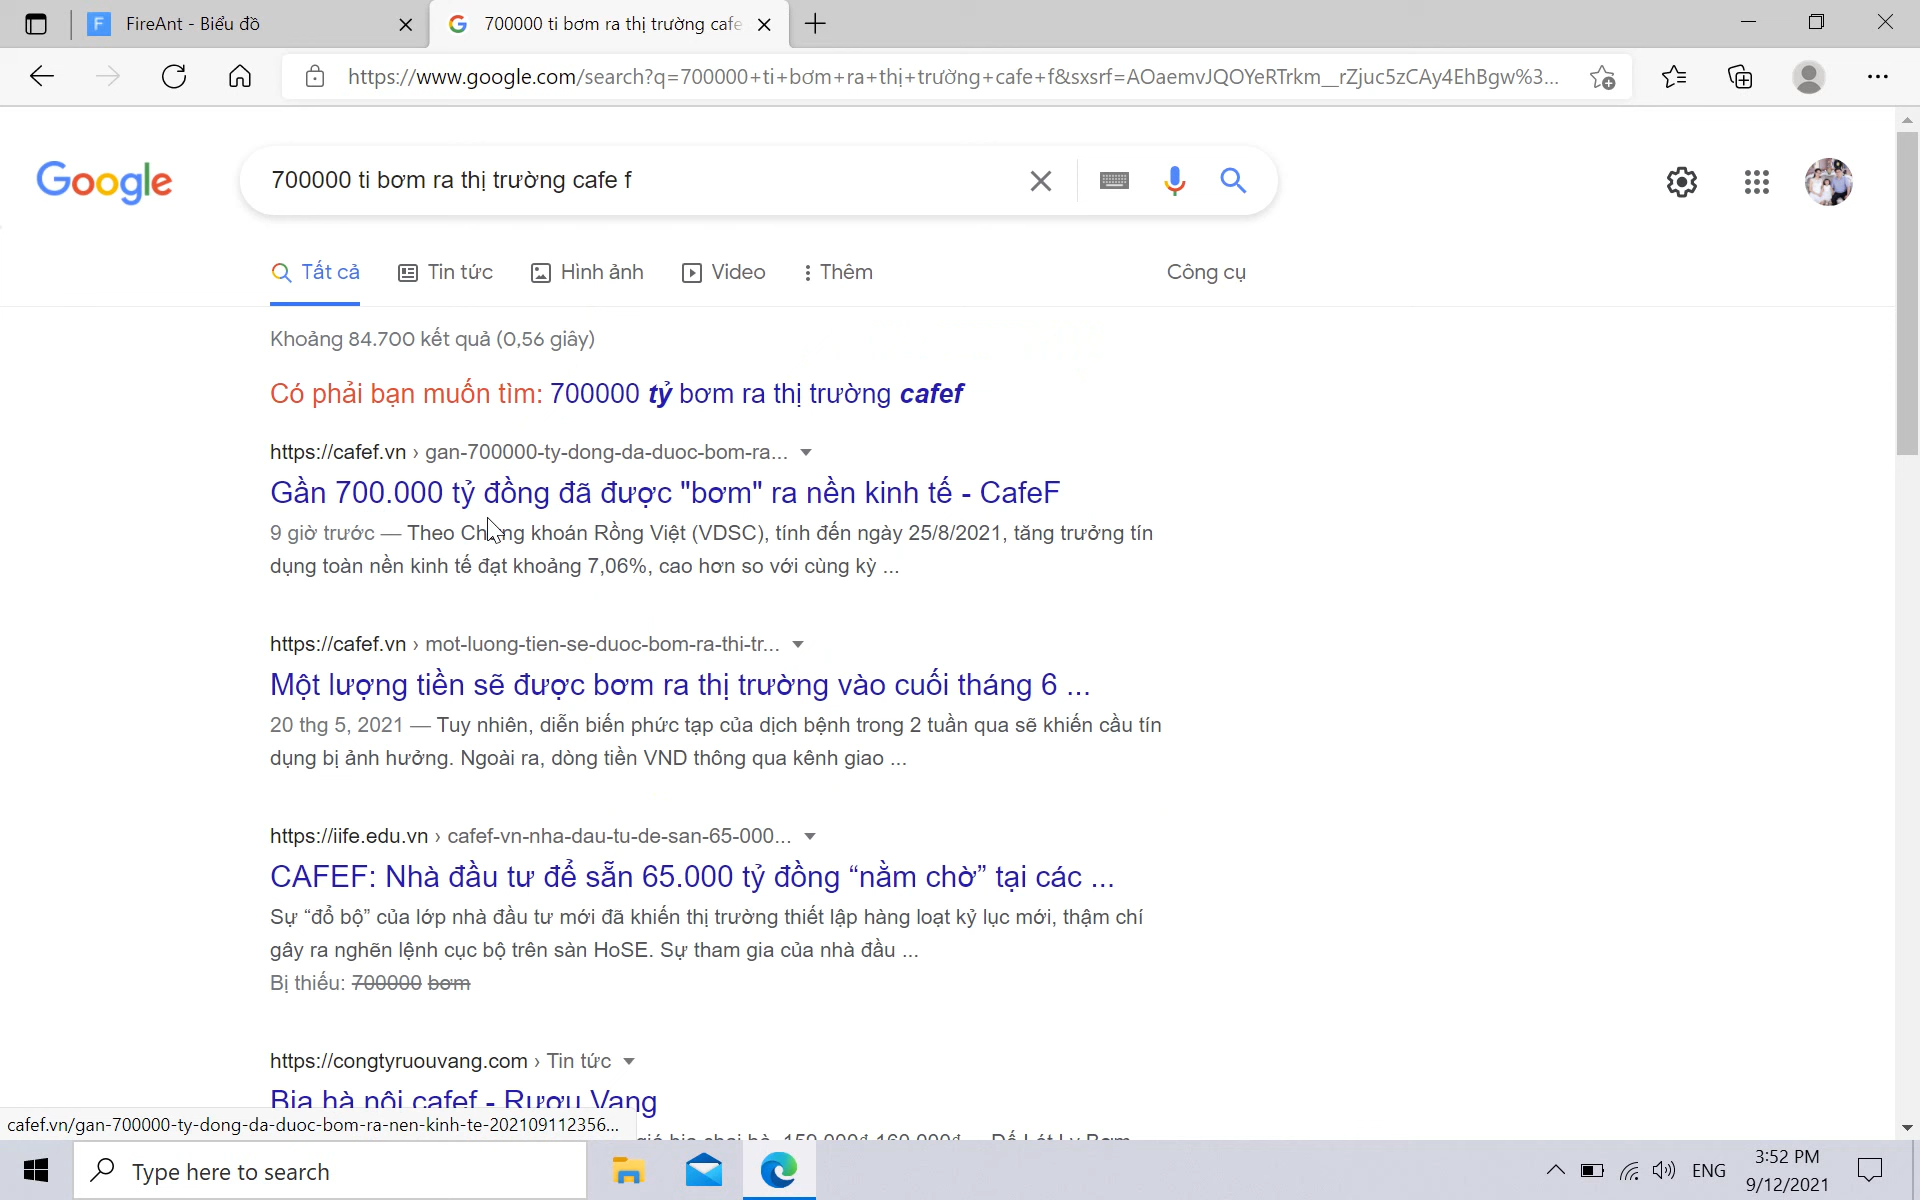 FireAnt - Biểu đồ
700000 ti bơm ra thị trường cafe
https://www.google.com/search?q=700000+ti+bơm+ra+thị+trường+cafe+f&sxsrf=AOaemvJQOYeRTrkm__rZjuc5zCAy4EhBgw%3...
Google
700000 ti bơm ra thị trường cafe f
Tất cả
Tin tức
Hình ảnh
Video
Thêm
Công cụ
Khoảng 84.700 kết quả (0,56 giây)
Có phải bạn muốn tìm: 700000 tỷ bơm ra thị trường cafef
https://cafef.vn › gan-700000-ty-dong-da-duoc-bom-ra...
Gần 700.000 tỷ đồng đã được "bơm" ra nền kinh tế - CafeF
9 giờ trước — Theo Chứng khoán Rồng Việt (VDSC), tính đến ngày 25/8/2021, tăng trưởng tín
dụng toàn nền kinh tế đạt khoảng 7,06%, cao hơn so với cùng kỳ ...
https://cafef.vn › mot-luong-tien-se-duoc-bom-ra-thi-tr...
Một lượng tiền sẽ được bơm ra thị trường vào cuối tháng 6 ...
20 thg 5, 2021 — Tuy nhiên, diễn biến phức tạp của dịch bệnh trong 2 tuần qua sẽ khiến cầu tín
dụng bị ảnh hưởng. Ngoài ra, dòng tiền VND thông qua kênh giao ...
https://iife.edu.vn › cafef-vn-nha-dau-tu-de-san-65-000...
CAFEF: Nhà đầu tư để sẵn 65.000 tỷ đồng “nằm chờ” tại các ...
Sự “đổ bộ” của lớp nhà đầu tư mới đã khiến thị trường thiết lập hàng loạt kỷ lục mới, thậm chí
gây ra nghẽn lệnh cục bộ trên sàn HoSE. Sự tham gia của nhà đầu ...
Bị thiếu: 700000 bơm
https://congtyruouvang.com › Tin tức
Bia hà nội cafef - Rượu Vang
cafef.vn/gan-700000-ty-dong-da-duoc-bom-ra-nen-kinh-te-202109112356...
Type here to search
ENG
3:52 PM
9/12/2021